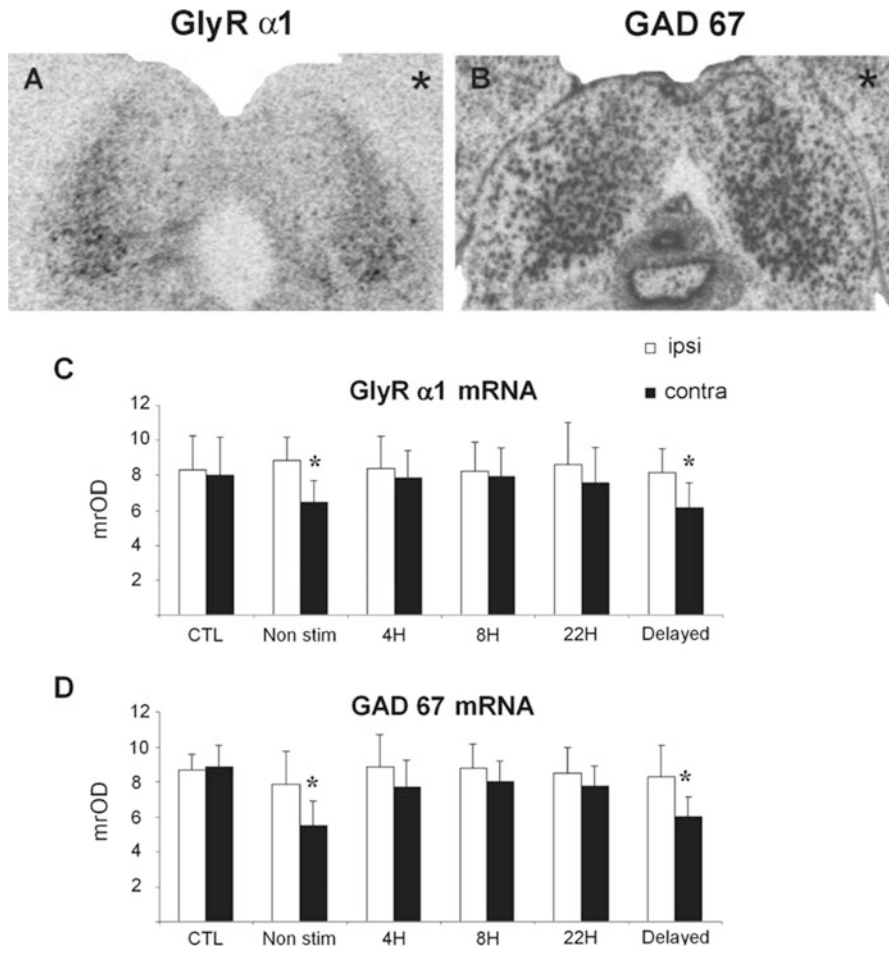 GlyR α1 GAD 67
A * B *
□ ipsi
■ contra
C
GlyR α1 mRNA
12
10
8
6
4
2
mrOD
* *
CTL Non stim 4H 8H 22H Delayed
D
GAD 67 mRNA
12
10
8
6
4
2
mrOD
* *
CTL Non stim 4H 8H 22H Delayed